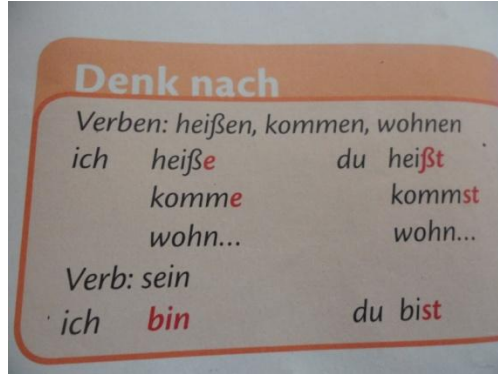 Denk nach
Verben: heißen, kommen, wohnen
ich heiße du heißt
komme kommst
wohn... wohn...
Verb: sein
ich bin du bist